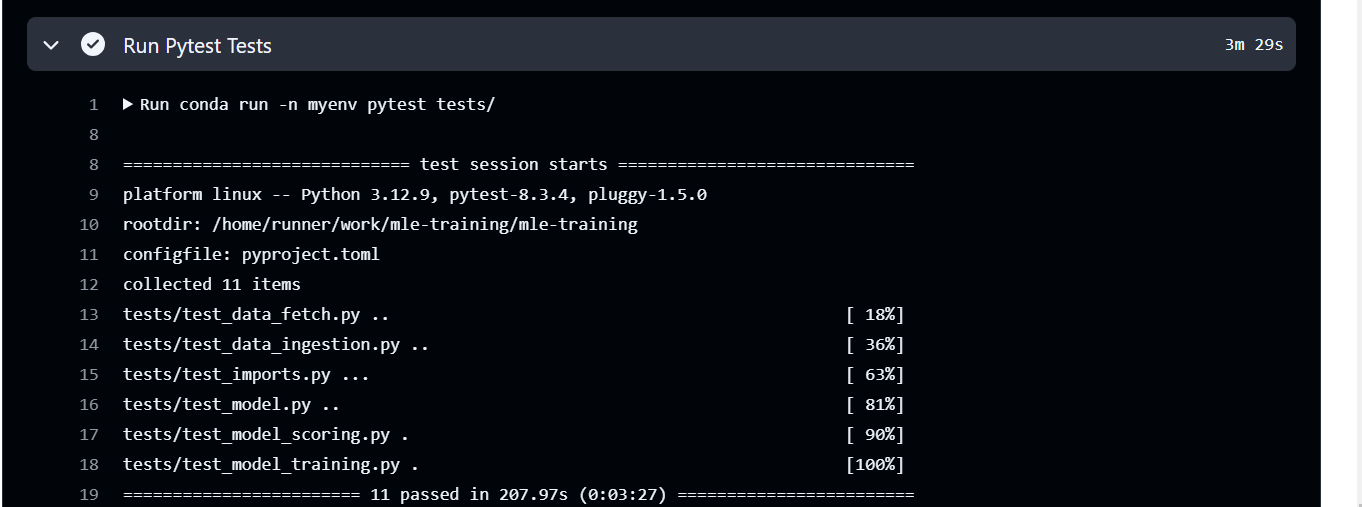 Run Pytest Tests 3m 29s
1 ▶ Run conda run -n myenv pytest tests/
8
8 ============================= test session starts ==============================
9 platform linux -- Python 3.12.9, pytest-8.3.4, pluggy-1.5.0
10 rootdir: /home/runner/work/mle-training/mle-training
11 configfile: pyproject.toml
12 collected 11 items
13 tests/test_data_fetch.py .. [ 18%]
14 tests/test_data_ingestion.py .. [ 36%]
15 tests/test_imports.py ... [ 63%]
16 tests/test_model.py .. [ 81%]
17 tests/test_model_scoring.py . [ 90%]
18 tests/test_model_training.py . [100%]
19 ======================== 11 passed in 207.97s (0:03:27) ========================